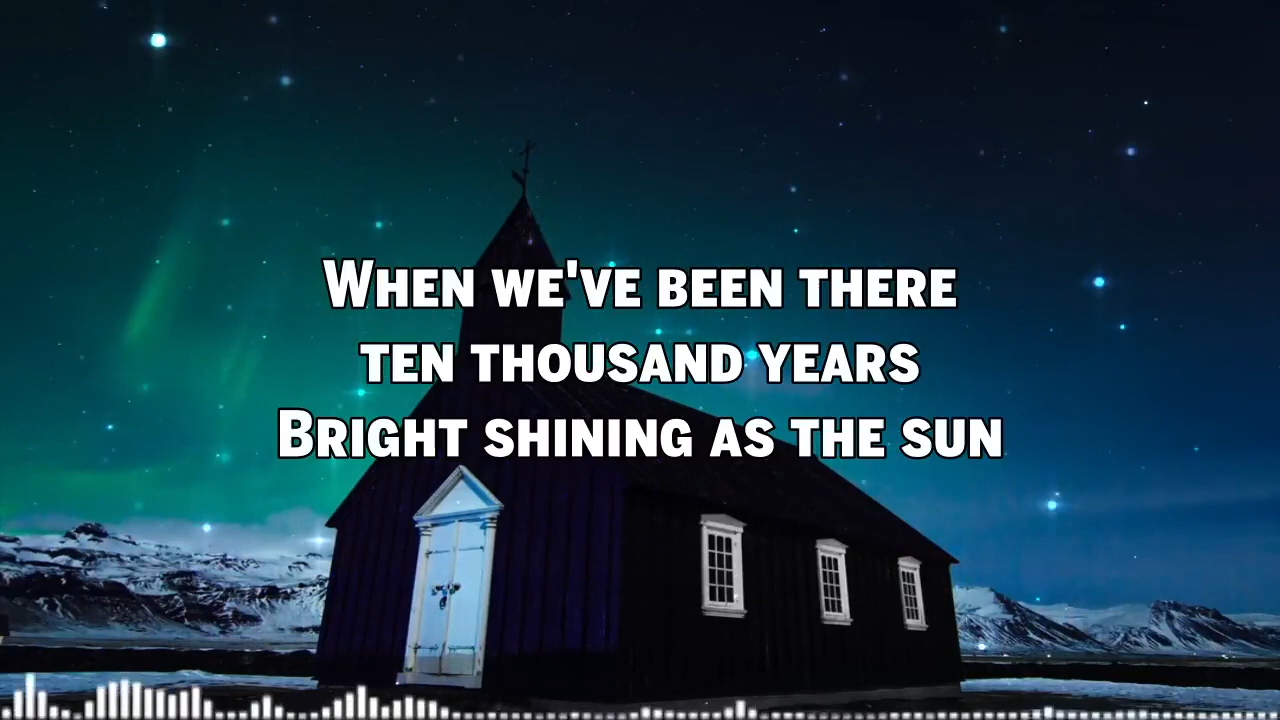 When we've been there
ten thousand years
Bright shining as the sun